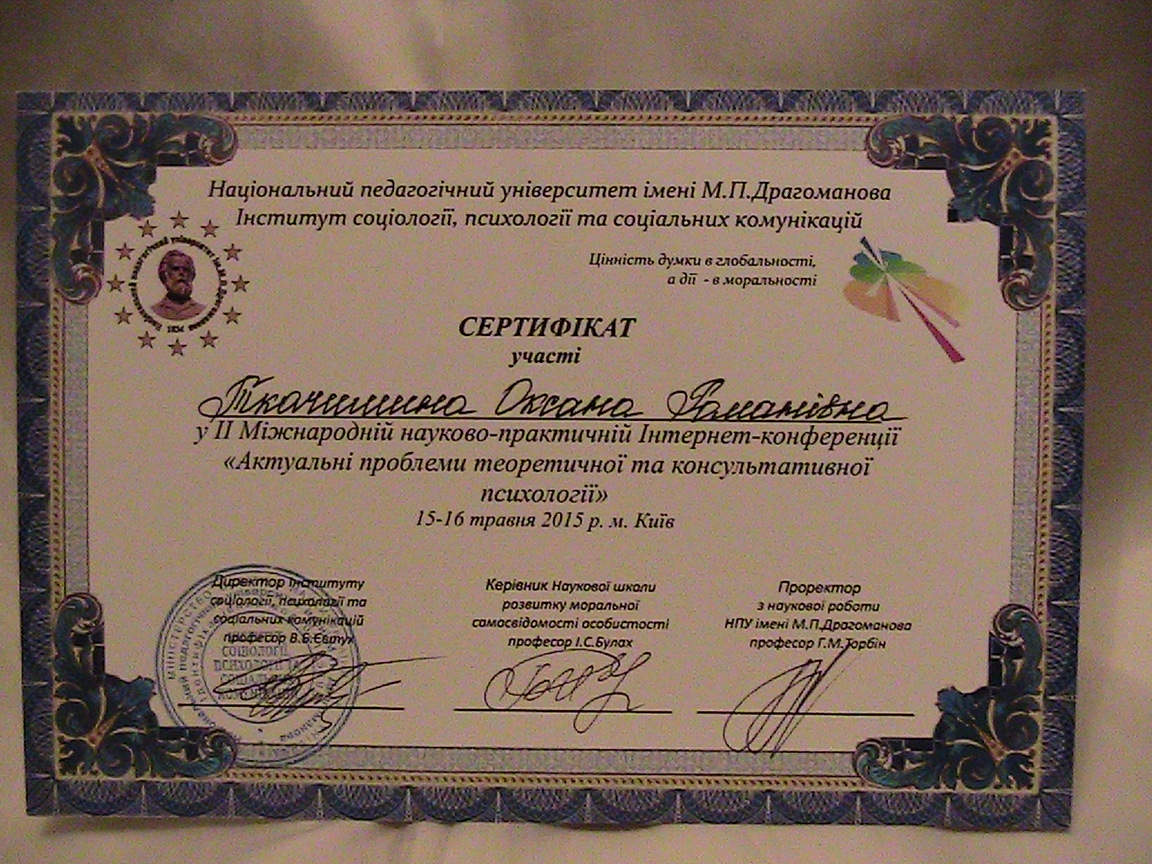 Національний педагогічний університет імені М.П.Драгоманова
Інститут соціології, психології та соціальних комунікацій
Цінність думки в глобальності,
а дії - в моральності
СЕРТИФІКАТ
участі
Ткачишина Оксана Романівна
у ІІ Міжнародній науково-практичній Інтернет-конференції
«Актуальні проблеми теоретичної та консультативної
психології»
15-16 травня 2015 р. м. Київ
Директор Інституту
соціології, психології та
соціальних комунікацій
професор В.Б.Євтух
Керівник Наукової школи
розвитку моральної
самосвідомості особистості
професор І.С.Булах
Проректор
з наукової роботи
НПУ імені М.П.Драгоманова
професор Г.М.Торбін
СОЦІОЛОГІЇ,
ПСИХОЛОГІЇ ТА